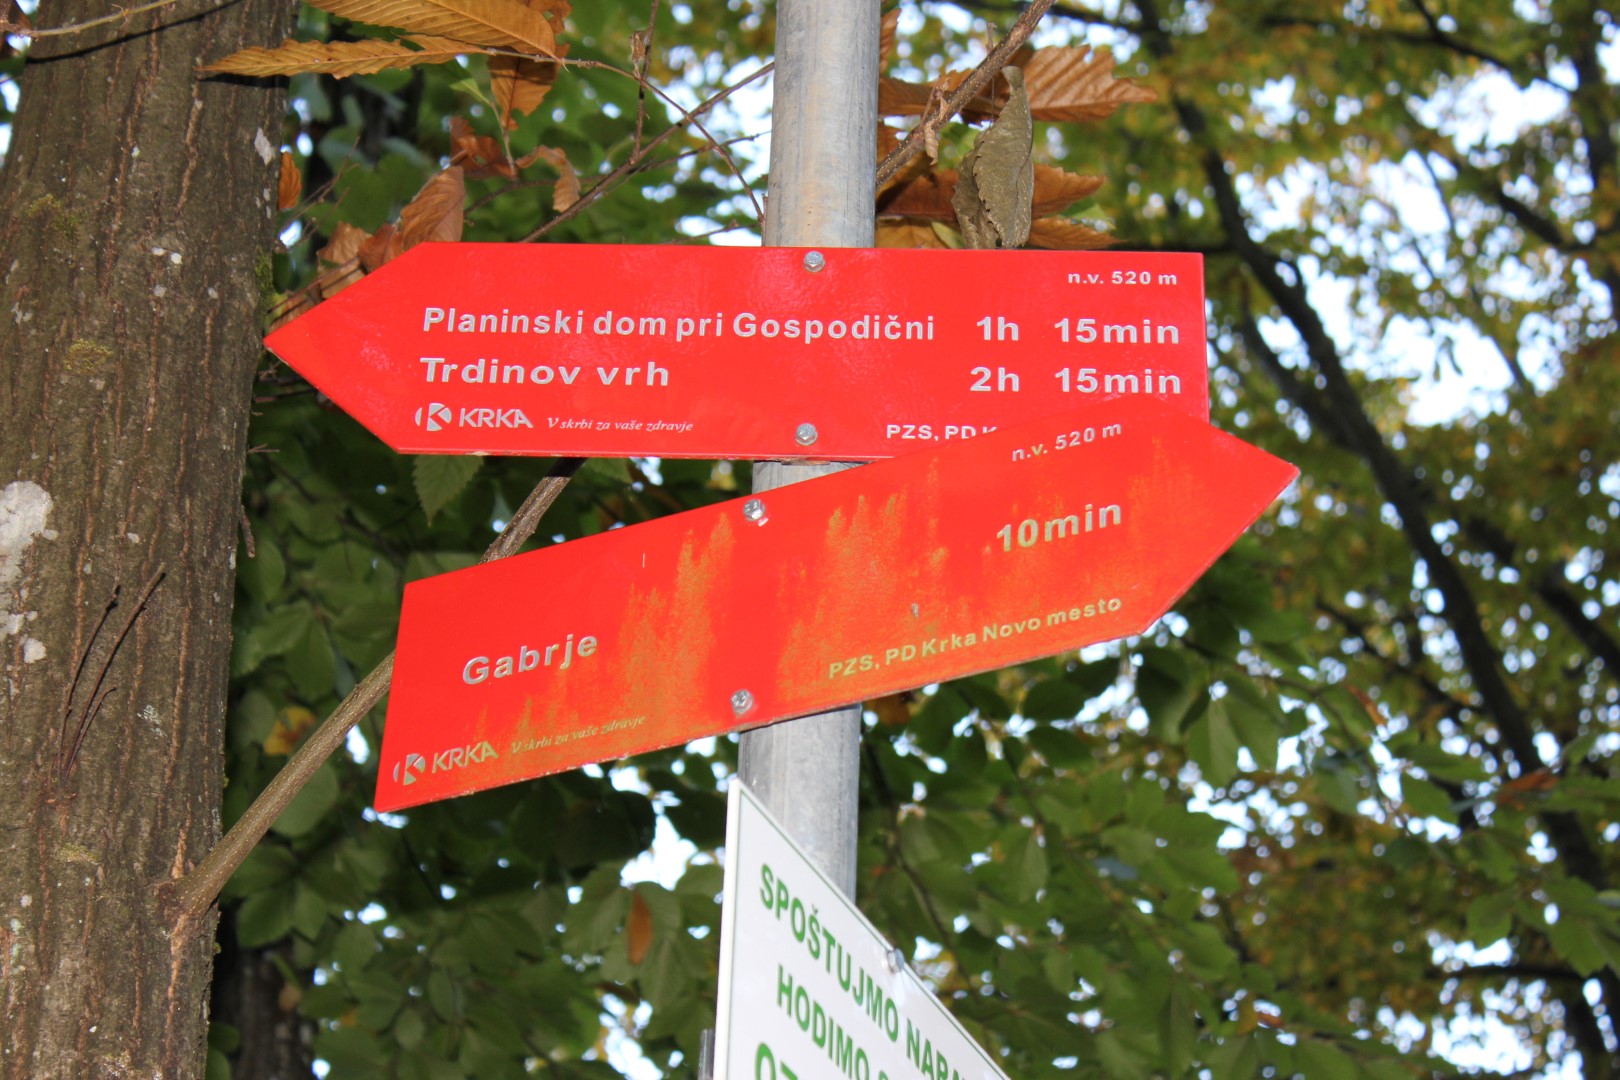 n.v. 520 m
Planinski dom pri Gospodični 1h 15min
Trdinov vrh 2h 15min
KRKA V skrbi za vaše zdravje PZS, PD
n.v. 520 m
10min
Gabrje
PZS, PD Krka Novo mesto
KRKA V skrbi za vaše zdravje
SPOŠTUJMO
HODIMO